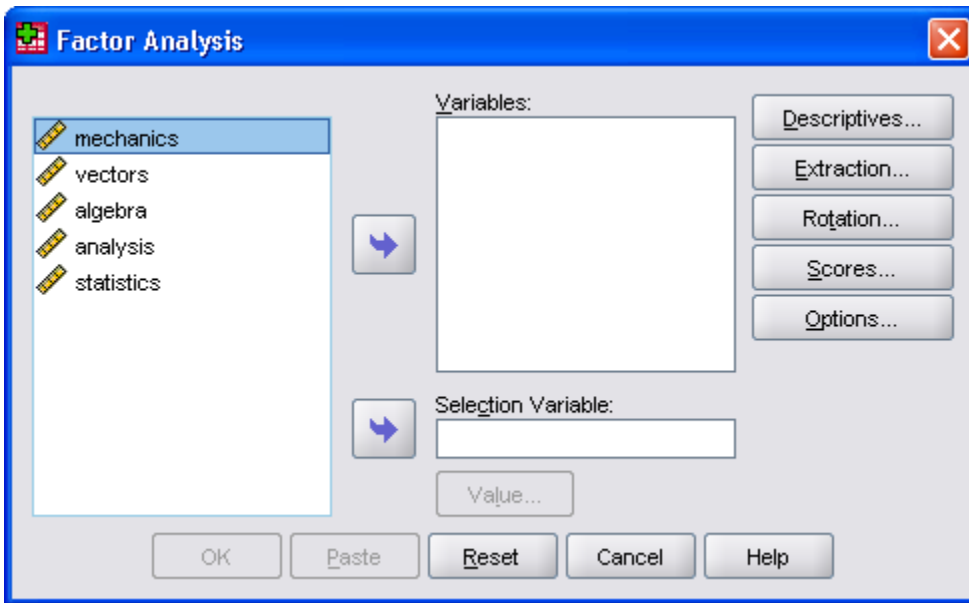 Factor Analysis
mechanics
vectors
algebra
analysis
statistics
Variables:
Selection Variable:
Value...
Descriptives...
Extraction...
Rotation...
Scores...
Options...
OK Paste Reset Cancel Help